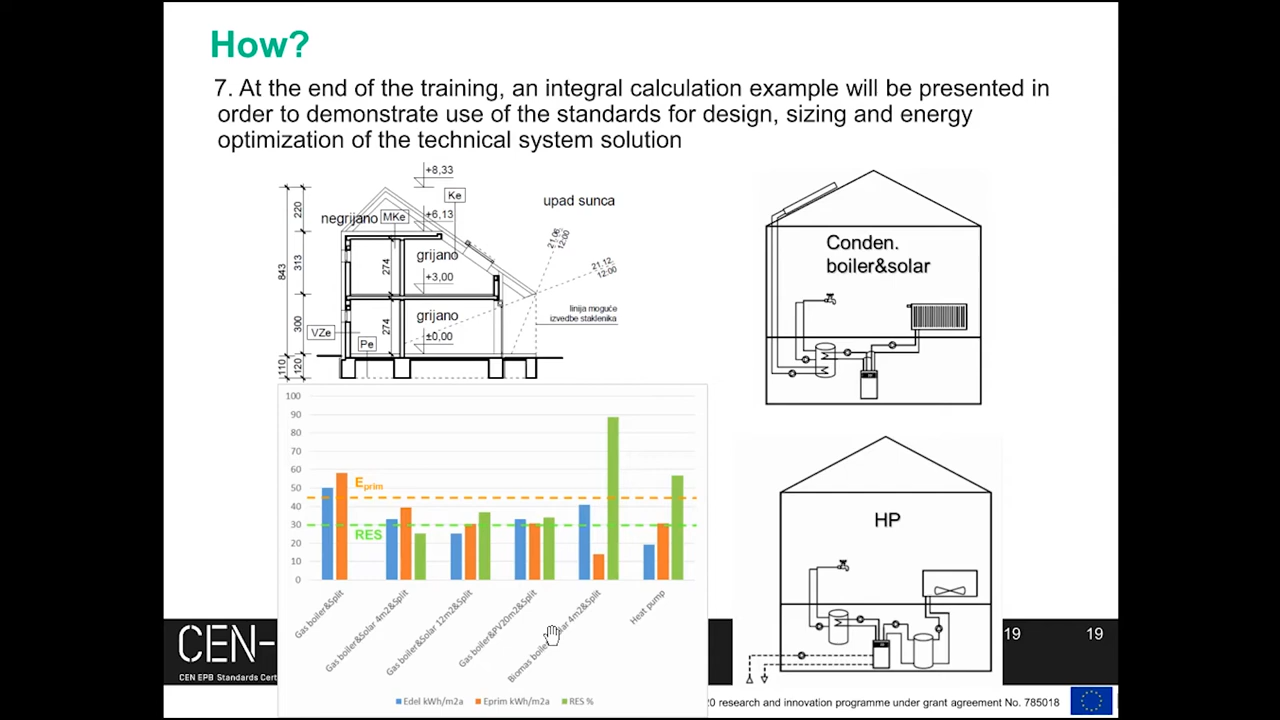 How?
7. At the end of the training, an integral calculation example will be presented in
order to demonstrate use of the standards for design, sizing and energy
optimization of the technical system solution
+8,33
Ke
upad sunca
negrijano
MKe
+6,13
220
21.06.
12:00
grijano
21.12.
12:00
313
274
843
+3,00
linija moguće
izvedbe staklenika
grijano
300
274
VZe
±0,00
Pe
110
120
Conden.
boiler&solar
HP
100
90
80
70
60
50
40
30
20
10
0
Eprim
RES
Gas boiler&Split
Gas boiler&Solar 4m2&Split
Gas boiler&Solar 12m2&Split
Gas boiler&PV20m2&Split
Biomas boile ar 4m2&Split
Heat pump
Edel kWh/m2a Eprim kWh/m2a RES %
CEN-
CEN EPB Standards Cert
19
19
20 research and innovation programme under grant agreement No. 785018